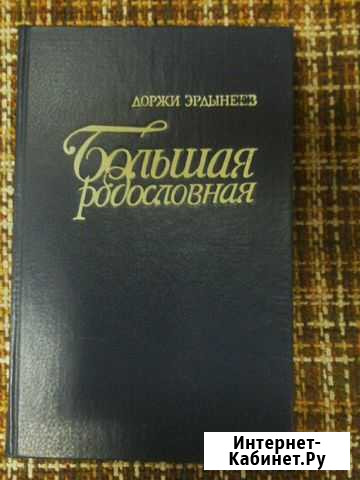 ДОРЖИ ЭРДЫНЕЕВ
Большая
родословная
Интернет-
Кабинет.Ру